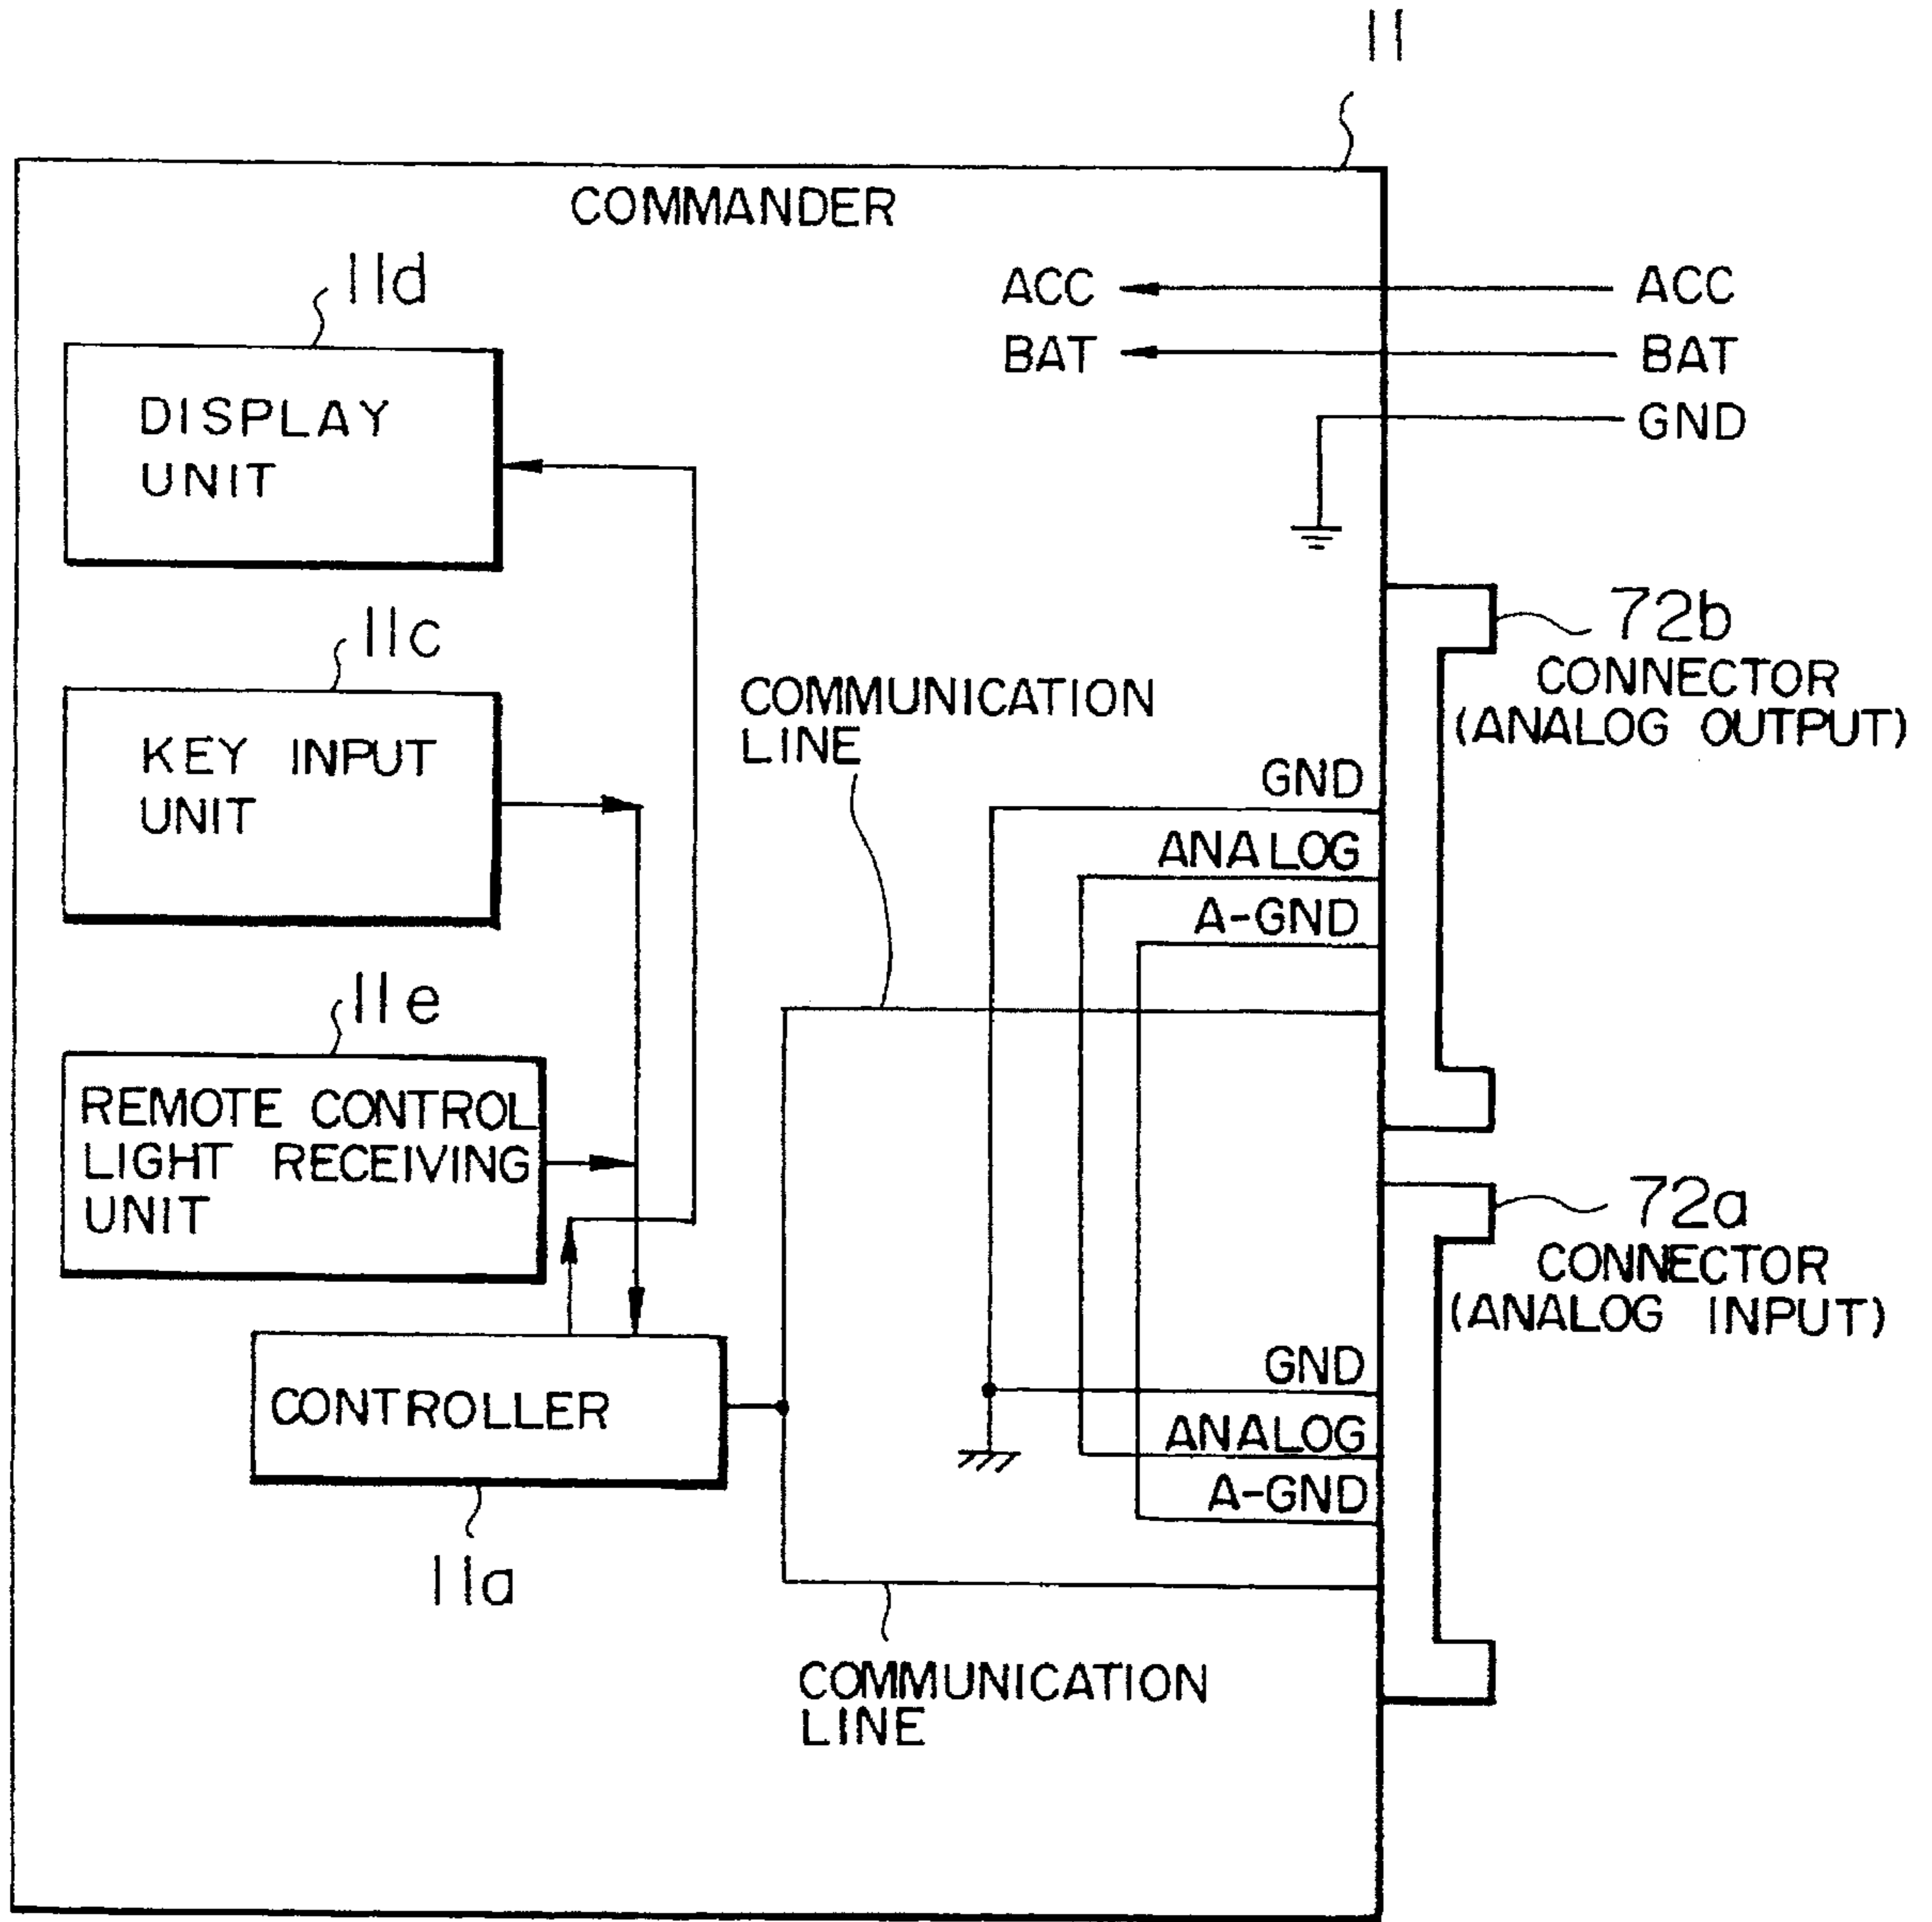 11
COMMANDER
11d
ACC
ACC
BAT
BAT
GND
DISPLAY
UNIT
11c
72b
CONNECTOR
(ANALOG OUTPUT)
COMMUNICATION
LINE
KEY INPUT
UNIT
GND
ANALOG
A-GND
11e
REMOTE CONTROL
LIGHT RECEIVING
UNIT
72a
CONNECTOR
(ANALOG INPUT)
GND
CONTROLLER
ANALOG
A-GND
11a
COMMUNICATION
LINE